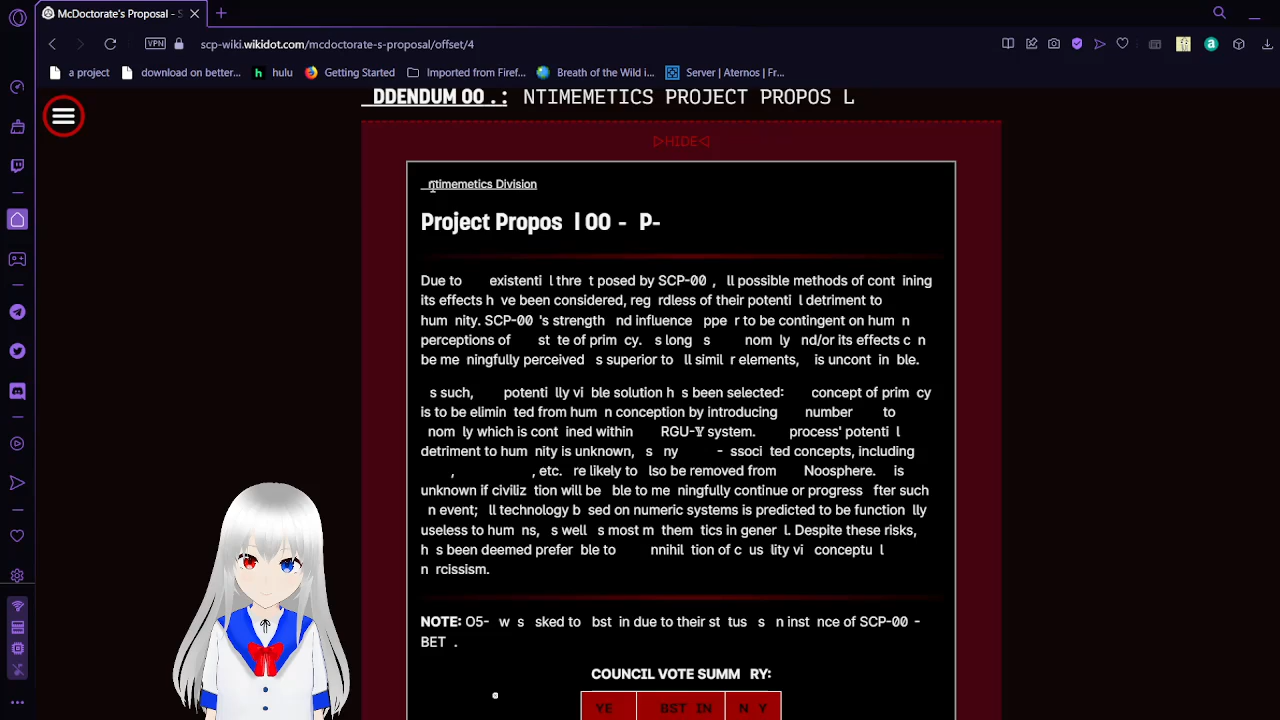 McDoctorate's Proposal - S
VPN
scp-wiki.wikidot.com/mcdoctorate-s-proposal/offset/4
a project
download on better...
h hulu
Getting Started
Imported from Firef...
Breath of the Wild i...
Server | Aternos | Fr...
DDENDUM 00 . : NTIMEMETICS PROJECT PROPOS L
▷HIDE◁
ntimemetics Division
Project Propos l 00 - P-
Due to existenti l thre t posed by SCP-00 , ll possible methods of cont ining
its effects h ve been considered, reg rdless of their potenti l detriment to
hum nity. SCP-00 's strength nd influence ppe r to be contingent on hum n
perceptions of st te of prim cy. s long s nom ly nd/or its effects c n
be me ningfully perceived s superior to ll simil r elements, is uncont in ble.
s such, potenti lly vi ble solution h s been selected: concept of prim cy
is to be elimin ted from hum n conception by introducing number to
nom ly which is cont ined within RGU-Y system. process' potenti l
detriment to hum nity is unknown, s ny - ssoci ted concepts, including
, , etc. re likely to lso be removed from Noosphere. is
unknown if civiliz tion will be ble to me ningfully continue or progress fter such
n event; ll technology b sed on numeric systems is predicted to be function lly
useless to hum ns, s well s most m them tics in gener l. Despite these risks,
h s been deemed prefer ble to nnihil tion of c us lity vi conceptu l
n rcissism.
NOTE: O5- w s sked to bst in due to their st tus s n inst nce of SCP-00 -
BET .
COUNCIL VOTE SUMM RY:
YE BST IN N Y